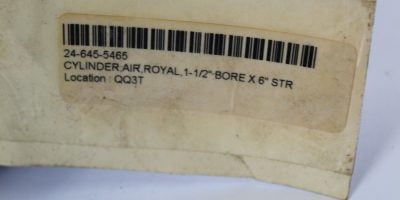 24-645-5465
CYLINDER,AIR,ROYAL,1-1/2" BORE X 6" STR
Location : QQ3T